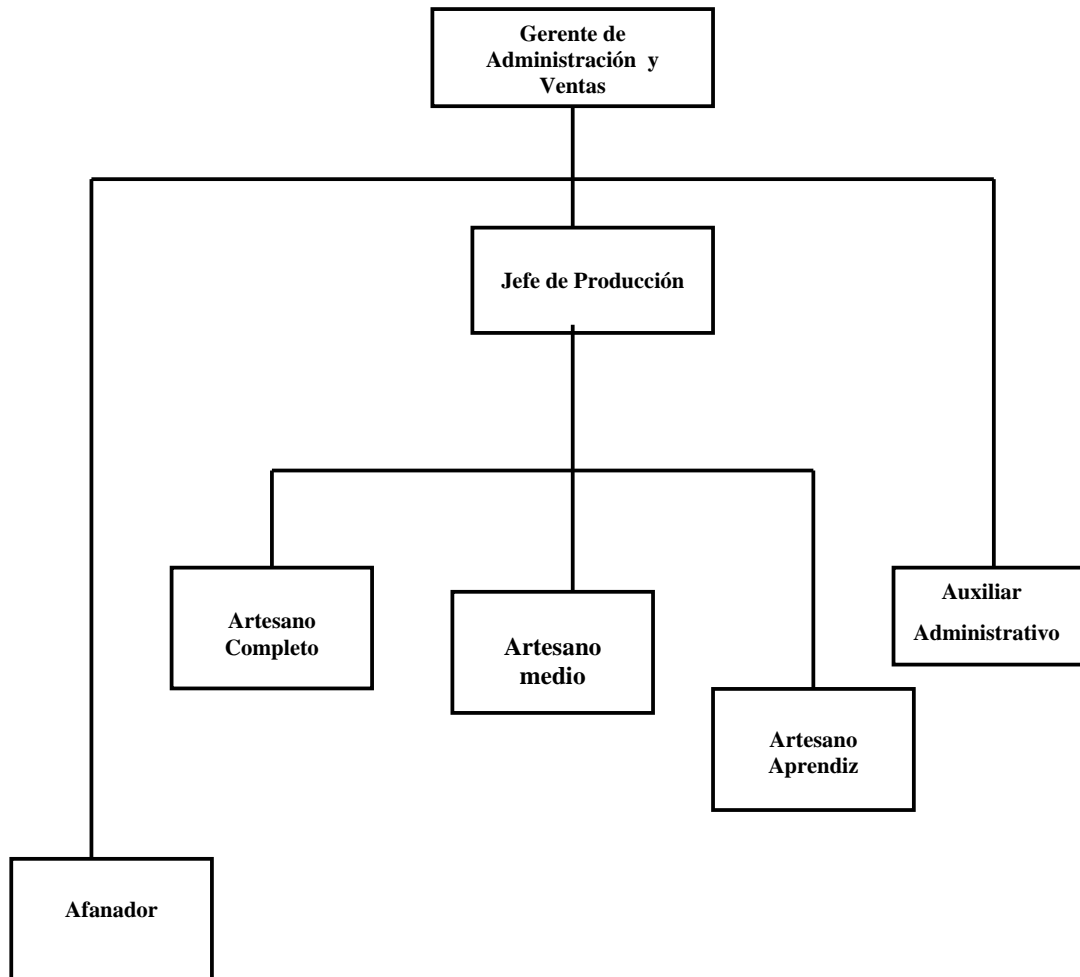 Gerente de
Administración y
Ventas
Jefe de Producción
Artesano
Completo
Artesano
medio
Artesano
Aprendiz
Auxiliar
Administrativo
Afanador